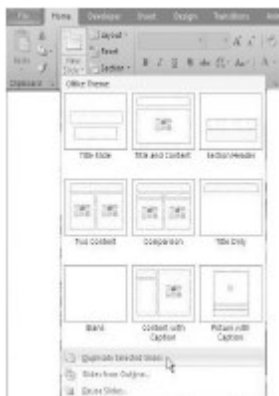 File Home Developer Insert Design Transitions
Layout
New Slide
Reset
Section
B I U S abc
Clipboard
Office Theme
Title Slide
Title and Content
Section Header
Two Content
Comparison
Title Only
Blank
Content with Caption
Picture with Caption
Duplicate Selected Slides
Slides from Outline...
Reuse Slides...